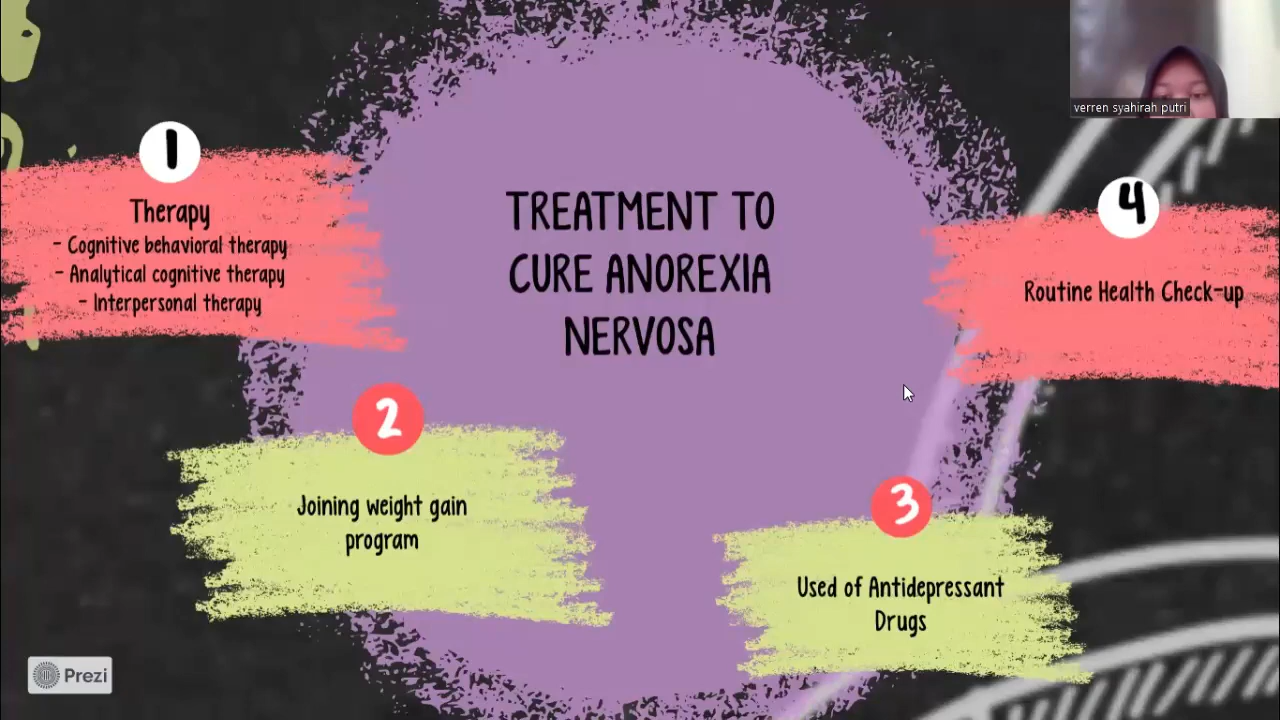 verren syahirah putri
TREATMENT TO
CURE ANOREXIA
NERVOSA
1
Therapy
- Cognitive behavioral therapy
- Analytical cognitive therapy
- Interpersonal therapy
2
Joining weight gain
program
3
Used of Antidepressant
Drugs
4
Routine Health Check-up
Prezi